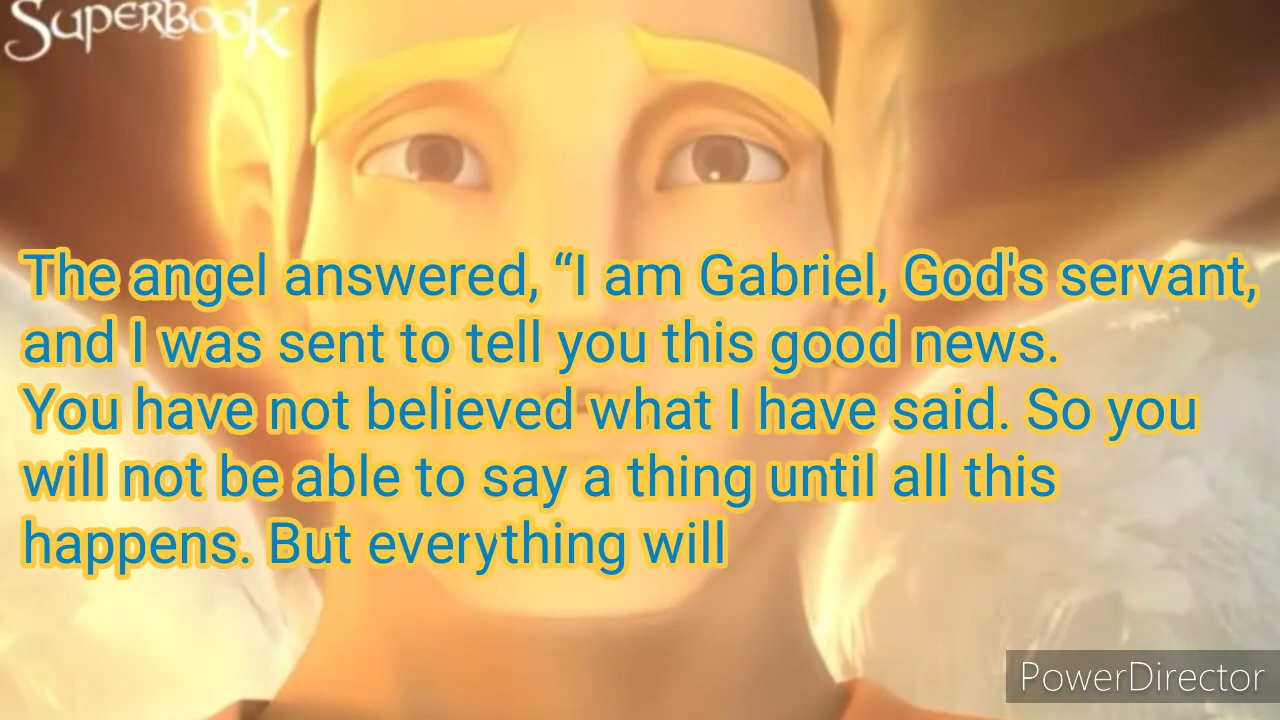 SUPERBOOK
The angel answered, “I am Gabriel, God's servant,
and I was sent to tell you this good news.
You have not believed what I have said. So you
will not be able to say a thing until all this
happens. But everything will
PowerDirector